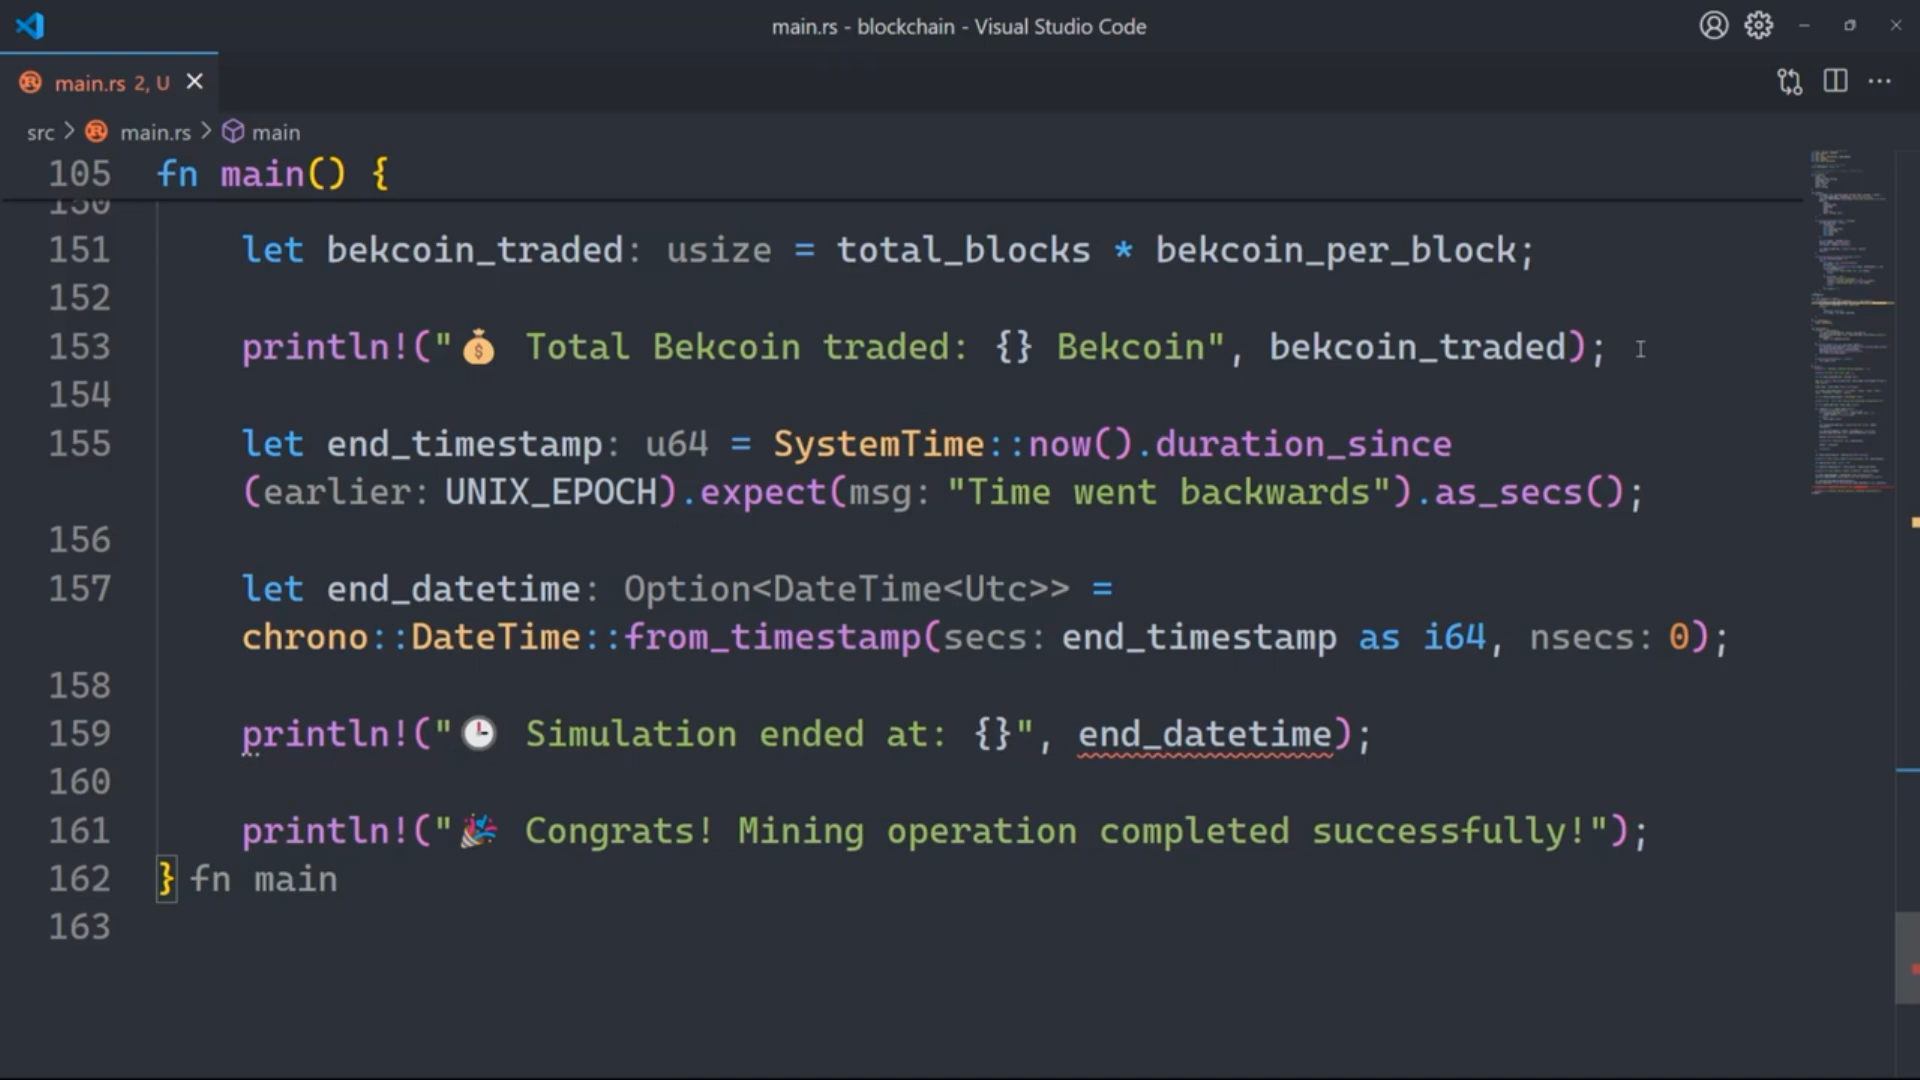 main.rs - blockchain - Visual Studio Code
main.rs 2, U
src > main.rs > main
105 fn main() {
150
151 let bekcoin_traded: usize = total_blocks * bekcoin_per_block;
152
153 println!("💰 Total Bekcoin traded: {} Bekcoin", bekcoin_traded);
154
155 let end_timestamp: u64 = SystemTime::now().duration_since
(earlier: UNIX_EPOCH).expect(msg: "Time went backwards").as_secs();
156
157 let end_datetime: Option<DateTime<Utc>> =
chrono::DateTime::from_timestamp(secs: end_timestamp as i64, nsecs: 0);
158
159 println!("🕒 Simulation ended at: {}", end_datetime);
160
161 println!("🎉 Congrats! Mining operation completed successfully!");
162 } fn main
163